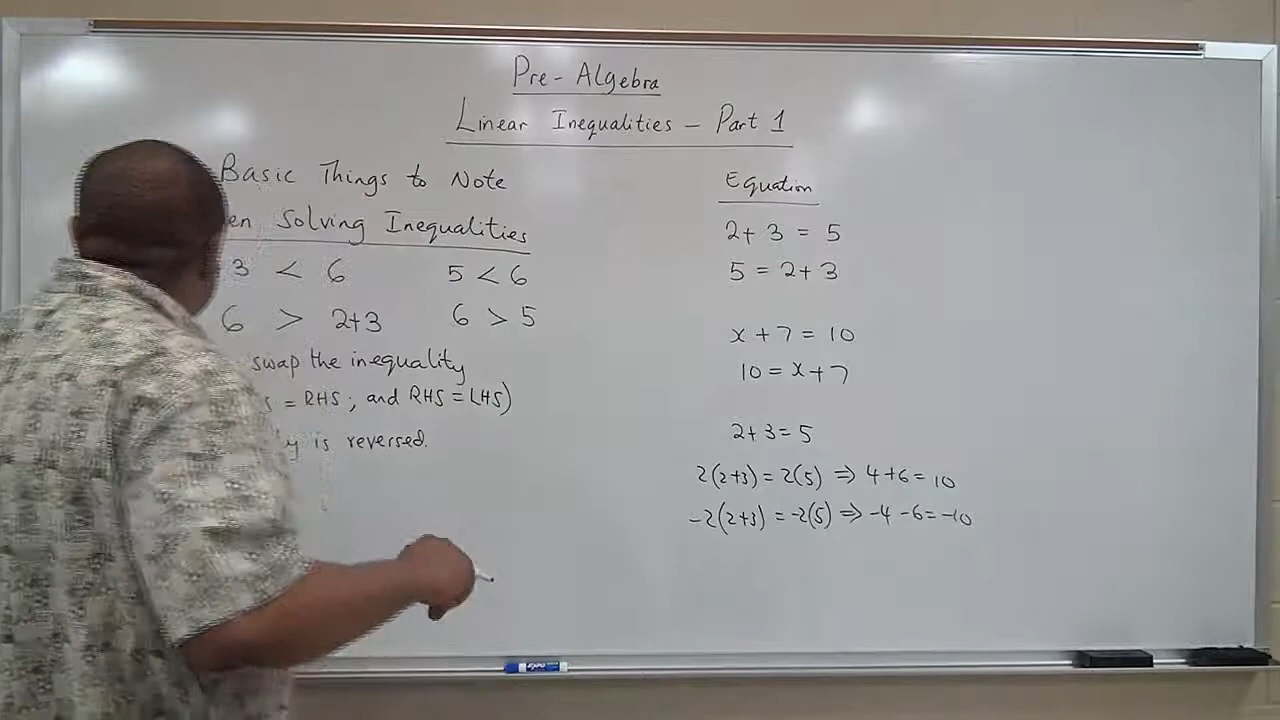 Pre-Algebra
Linear Inequalities - Part 1
Basic Things to Note
Solving Inequalities
3 < 6
5 < 6
6 > 2+3
6 > 5
swap the inequality
= RHS; and RHS = LHS)
is reversed.
Equation
2+3 = 5
5 = 2+3
x+7 = 10
10 = x+7
2+3=5
2(2+3) = 2(5) ⇒ 4+6=10
-2(2+3) = -2(5) ⇒ -4-6=-10
EXPO